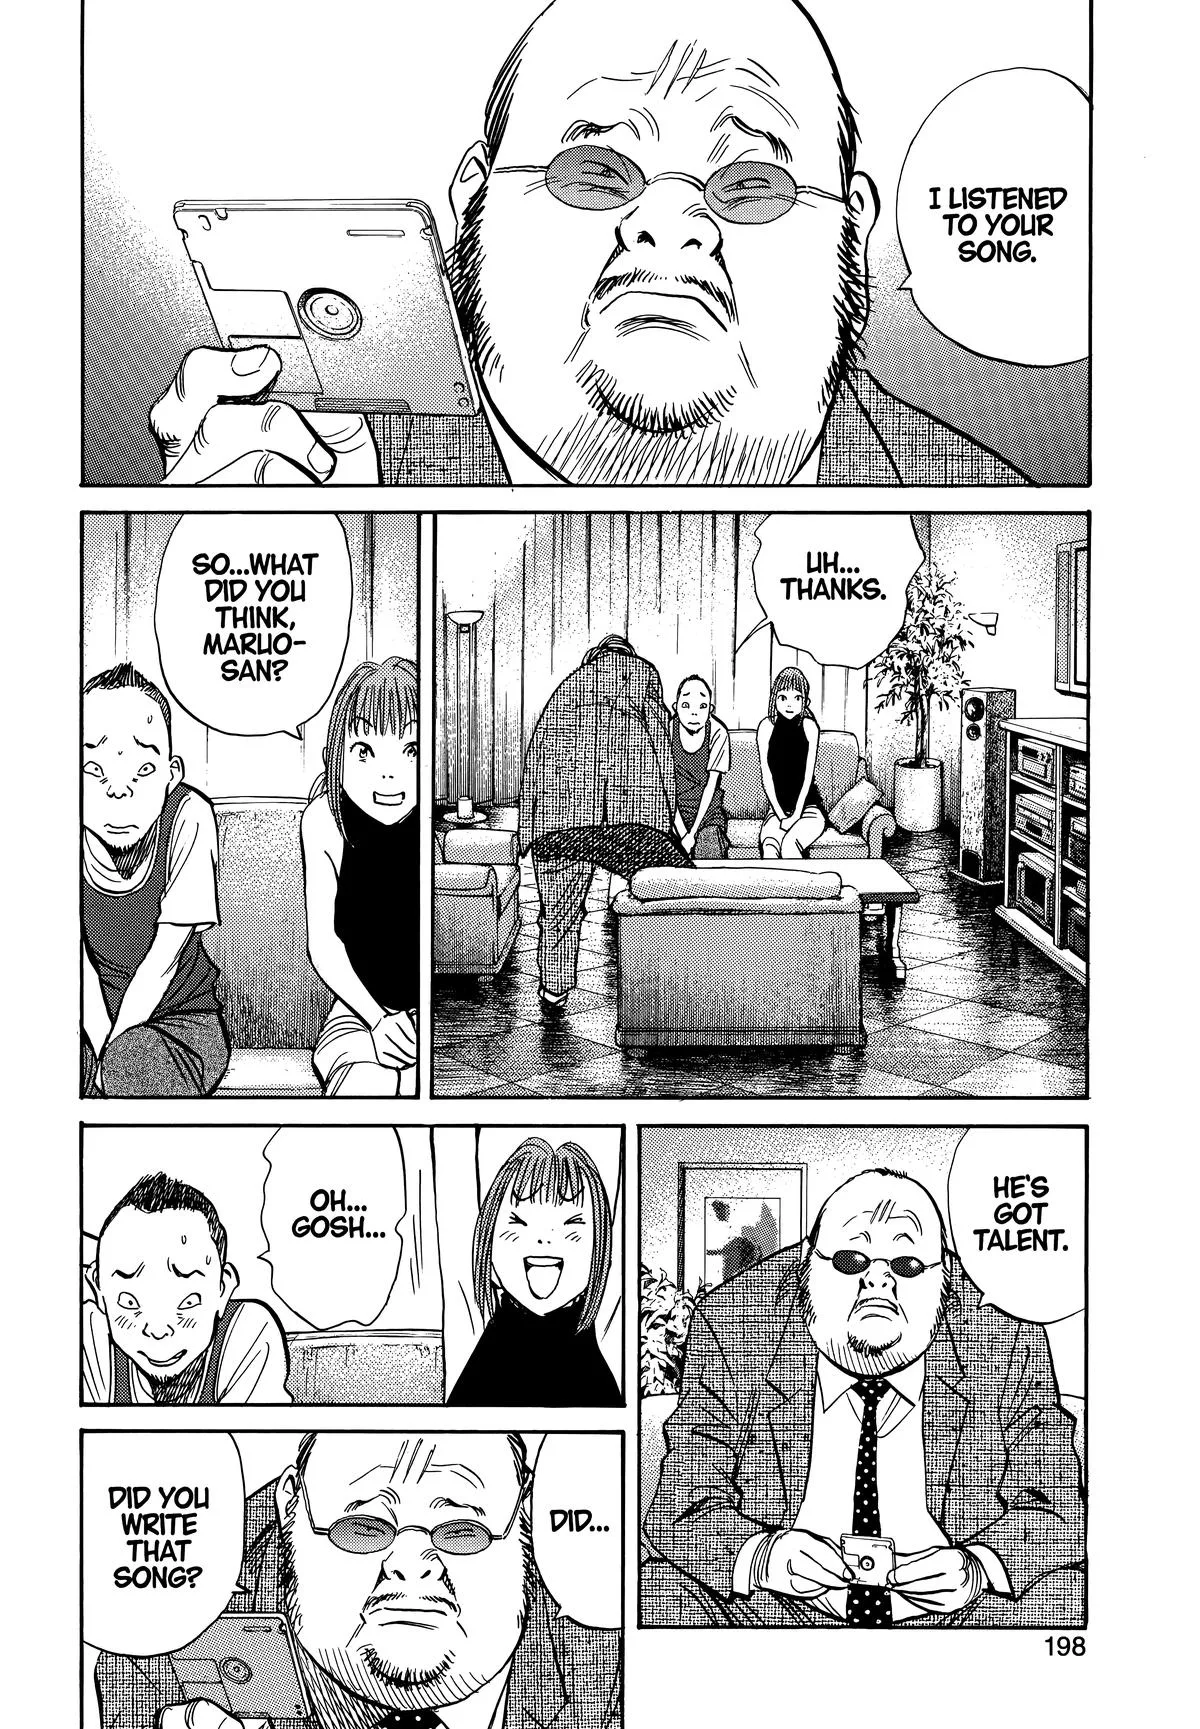 I LISTENED
TO YOUR
SONG.
UH...
THANKS.
SO...WHAT
DID YOU
THINK,
MARUO-
SAN?
HE'S
GOT
TALENT.
OH...
GOSH...
DID...
DID YOU
WRITE
THAT
SONG?
198